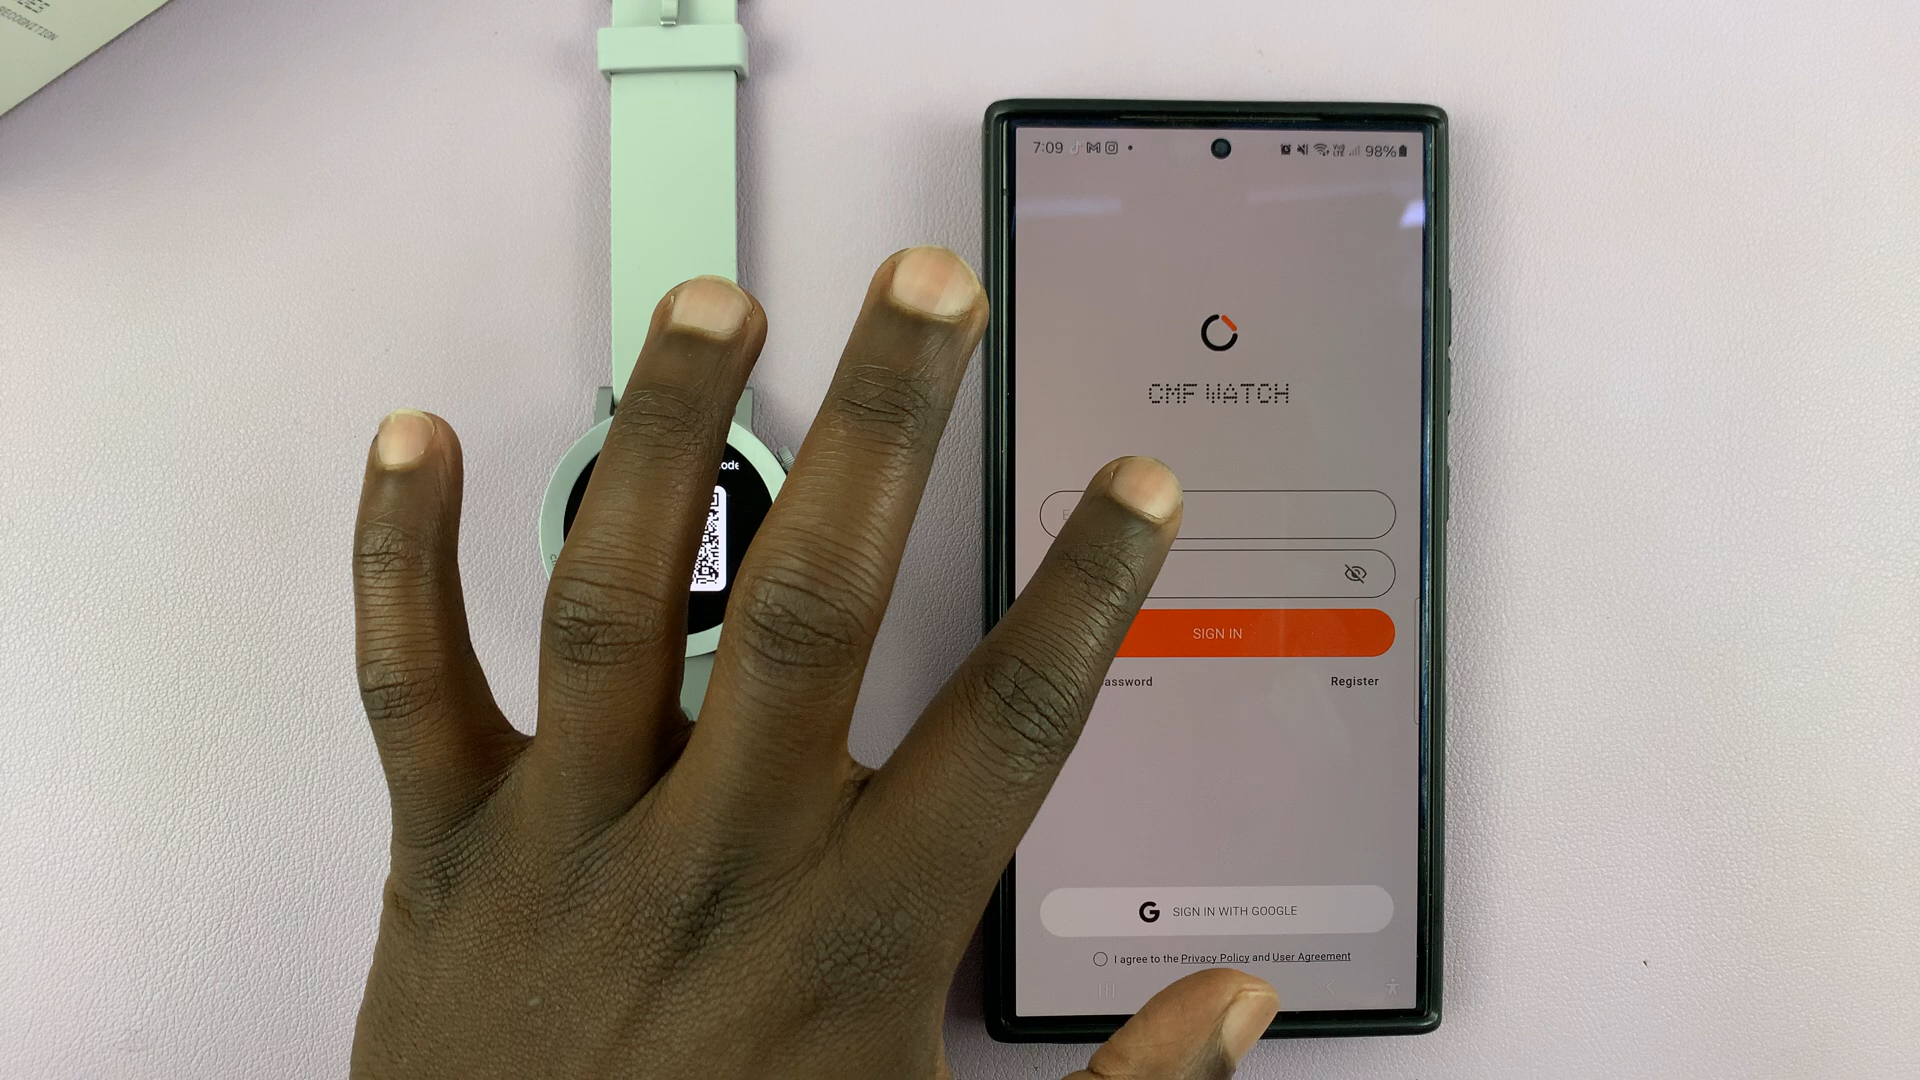 RECOGNITION
7:09
98%
CMF WATCH
ode
SIGN IN
assword
Register
G SIGN IN WITH GOOGLE
I agree to the Privacy Policy and User Agreement